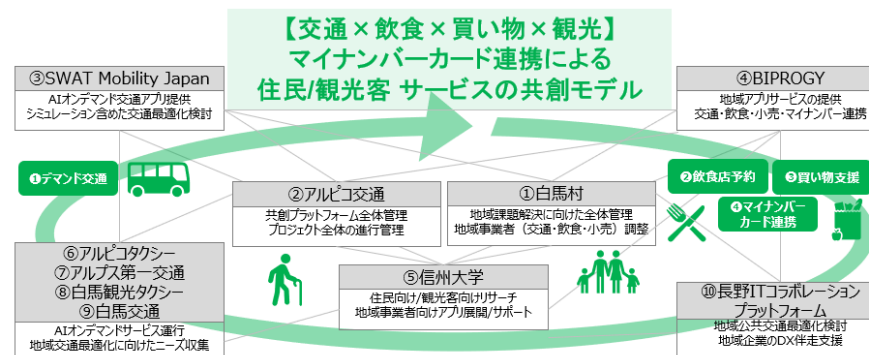 【交通×飲食×買い物×観光】
マイナンバーカード連携による
住民/観光客 サービスの共創モデル
③SWAT Mobility Japan
AIオンデマンド交通アプリ提供
シミュレーション含めた交通最適化検討
④BIPROGY
地域アプリサービスの提供
交通・飲食・小売・マイナンバー連携
❶デマンド交通
❷飲食店予約
❸買い物支援
❹マイナンバー
カード連携
②アルピコ交通
共創プラットフォーム全体管理
プロジェクト全体の進行管理
①白馬村
地域課題解決に向けた全体管理
地域事業者（交通・飲食・小売）調整
⑥アルピコタクシー
⑦アルプス第一交通
⑧白馬観光タクシー
⑨白馬交通
AIオンデマンドサービス運行
地域交通最適化に向けたニーズ収集
⑤信州大学
住民向け/観光客向けリサーチ
地域事業者向けアプリ展開/サポート
⑩長野ITコラボレーション
プラットフォーム
地域公共交通最適化検討
地域企業のDX伴走支援